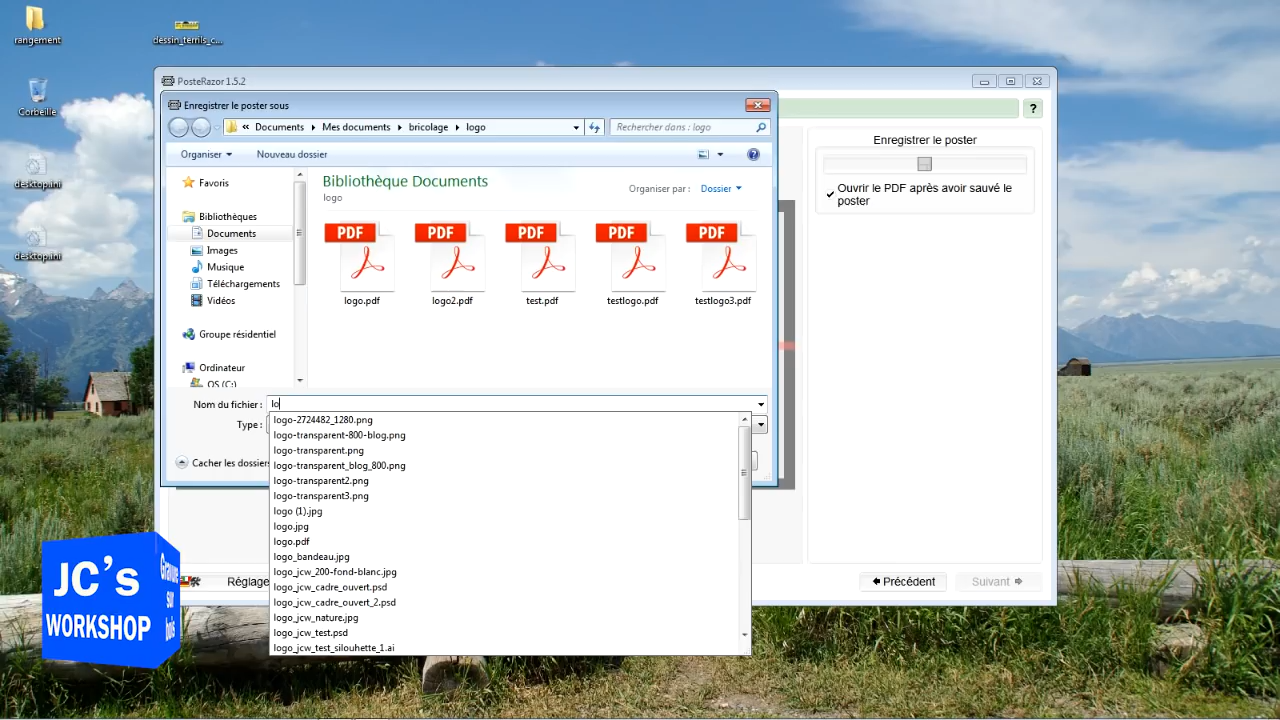 rangement
dessin_terrils_c...
Corbeille
desktop.ini
desktop.ini
PosteRazor 1.5.2
Enregistrer le poster sous
« Documents ▸ Mes documents ▸ bricolage ▸ logo
Rechercher dans : logo
?
Organiser
Nouveau dossier
?
Favoris
Bibliothèques
Documents
Images
Musique
Téléchargements
Vidéos
Groupe résidentiel
Ordinateur
OS (C:)
Bibliothèque Documents
logo
Organiser par :
Dossier
PDF
PDF
PDF
PDF
PDF
logo.pdf
logo2.pdf
test.pdf
testlogo.pdf
testlogo3.pdf
Nom du fichier :
lo
Type :
Cacher les dossiers
logo-2724482_1280.png
logo-transparent-800-blog.png
logo-transparent.png
logo-transparent_blog_800.png
logo-transparent2.png
logo-transparent3.png
logo (1).jpg
logo.jpg
logo.pdf
logo_bandeau.jpg
logo_jcw_200-fond-blanc.jpg
logo_jcw_cadre_ouvert.psd
logo_jcw_cadre_ouvert_2.psd
logo_jcw_nature.jpg
logo_jcw_test.psd
logo_jcw_test_silouhette_1.ai
Enregistrer le poster
Ouvrir le PDF après avoir sauvé le
poster
Réglage
Précédent
Suivant
JC's
WORKSHOP
Gravure
sur
bois